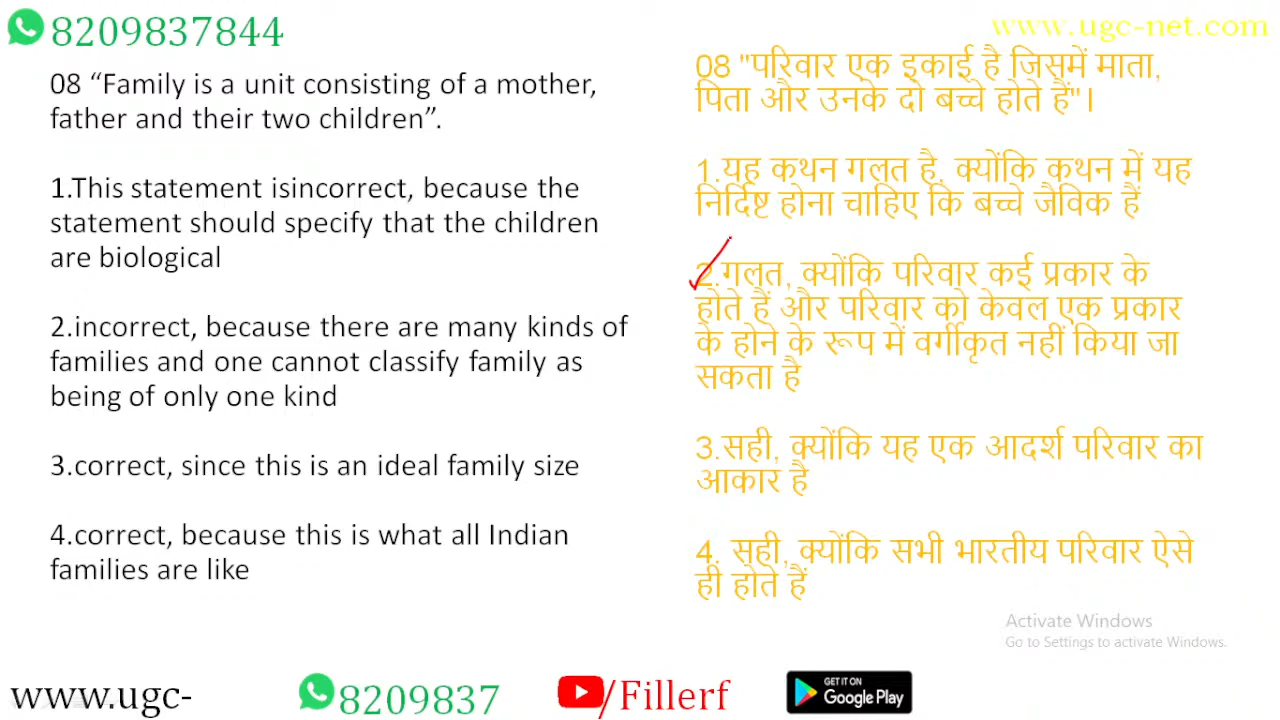 8209837844
www.ugc-net.com
08 “Family is a unit consisting of a mother,
father and their two children”.
1.This statement isincorrect, because the
statement should specify that the children
are biological
2.incorrect, because there are many kinds of
families and one cannot classify family as
being of only one kind
3.correct, since this is an ideal family size
4.correct, because this is what all Indian
families are like
08 "परिवार एक इकाई है जिसमें माता,
पिता और उनके दो बच्चे होते हैं"।
1.यह कथन गलत है, क्योंकि कथन में यह
निर्दिष्ट होना चाहिए कि बच्चे जैविक हैं
2.गलत, क्योंकि परिवार कई प्रकार के
होते हैं और परिवार को केवल एक प्रकार
के होने के रूप में वर्गीकृत नहीं किया जा
सकता है
3.सही, क्योंकि यह एक आदर्श परिवार का
आकार है
4. सही, क्योंकि सभी भारतीय परिवार ऐसे
ही होते हैं
Activate Windows
Go to Settings to activate Windows.
www.ugc-
8209837
/Fillerf
GET IT ON
Google Play